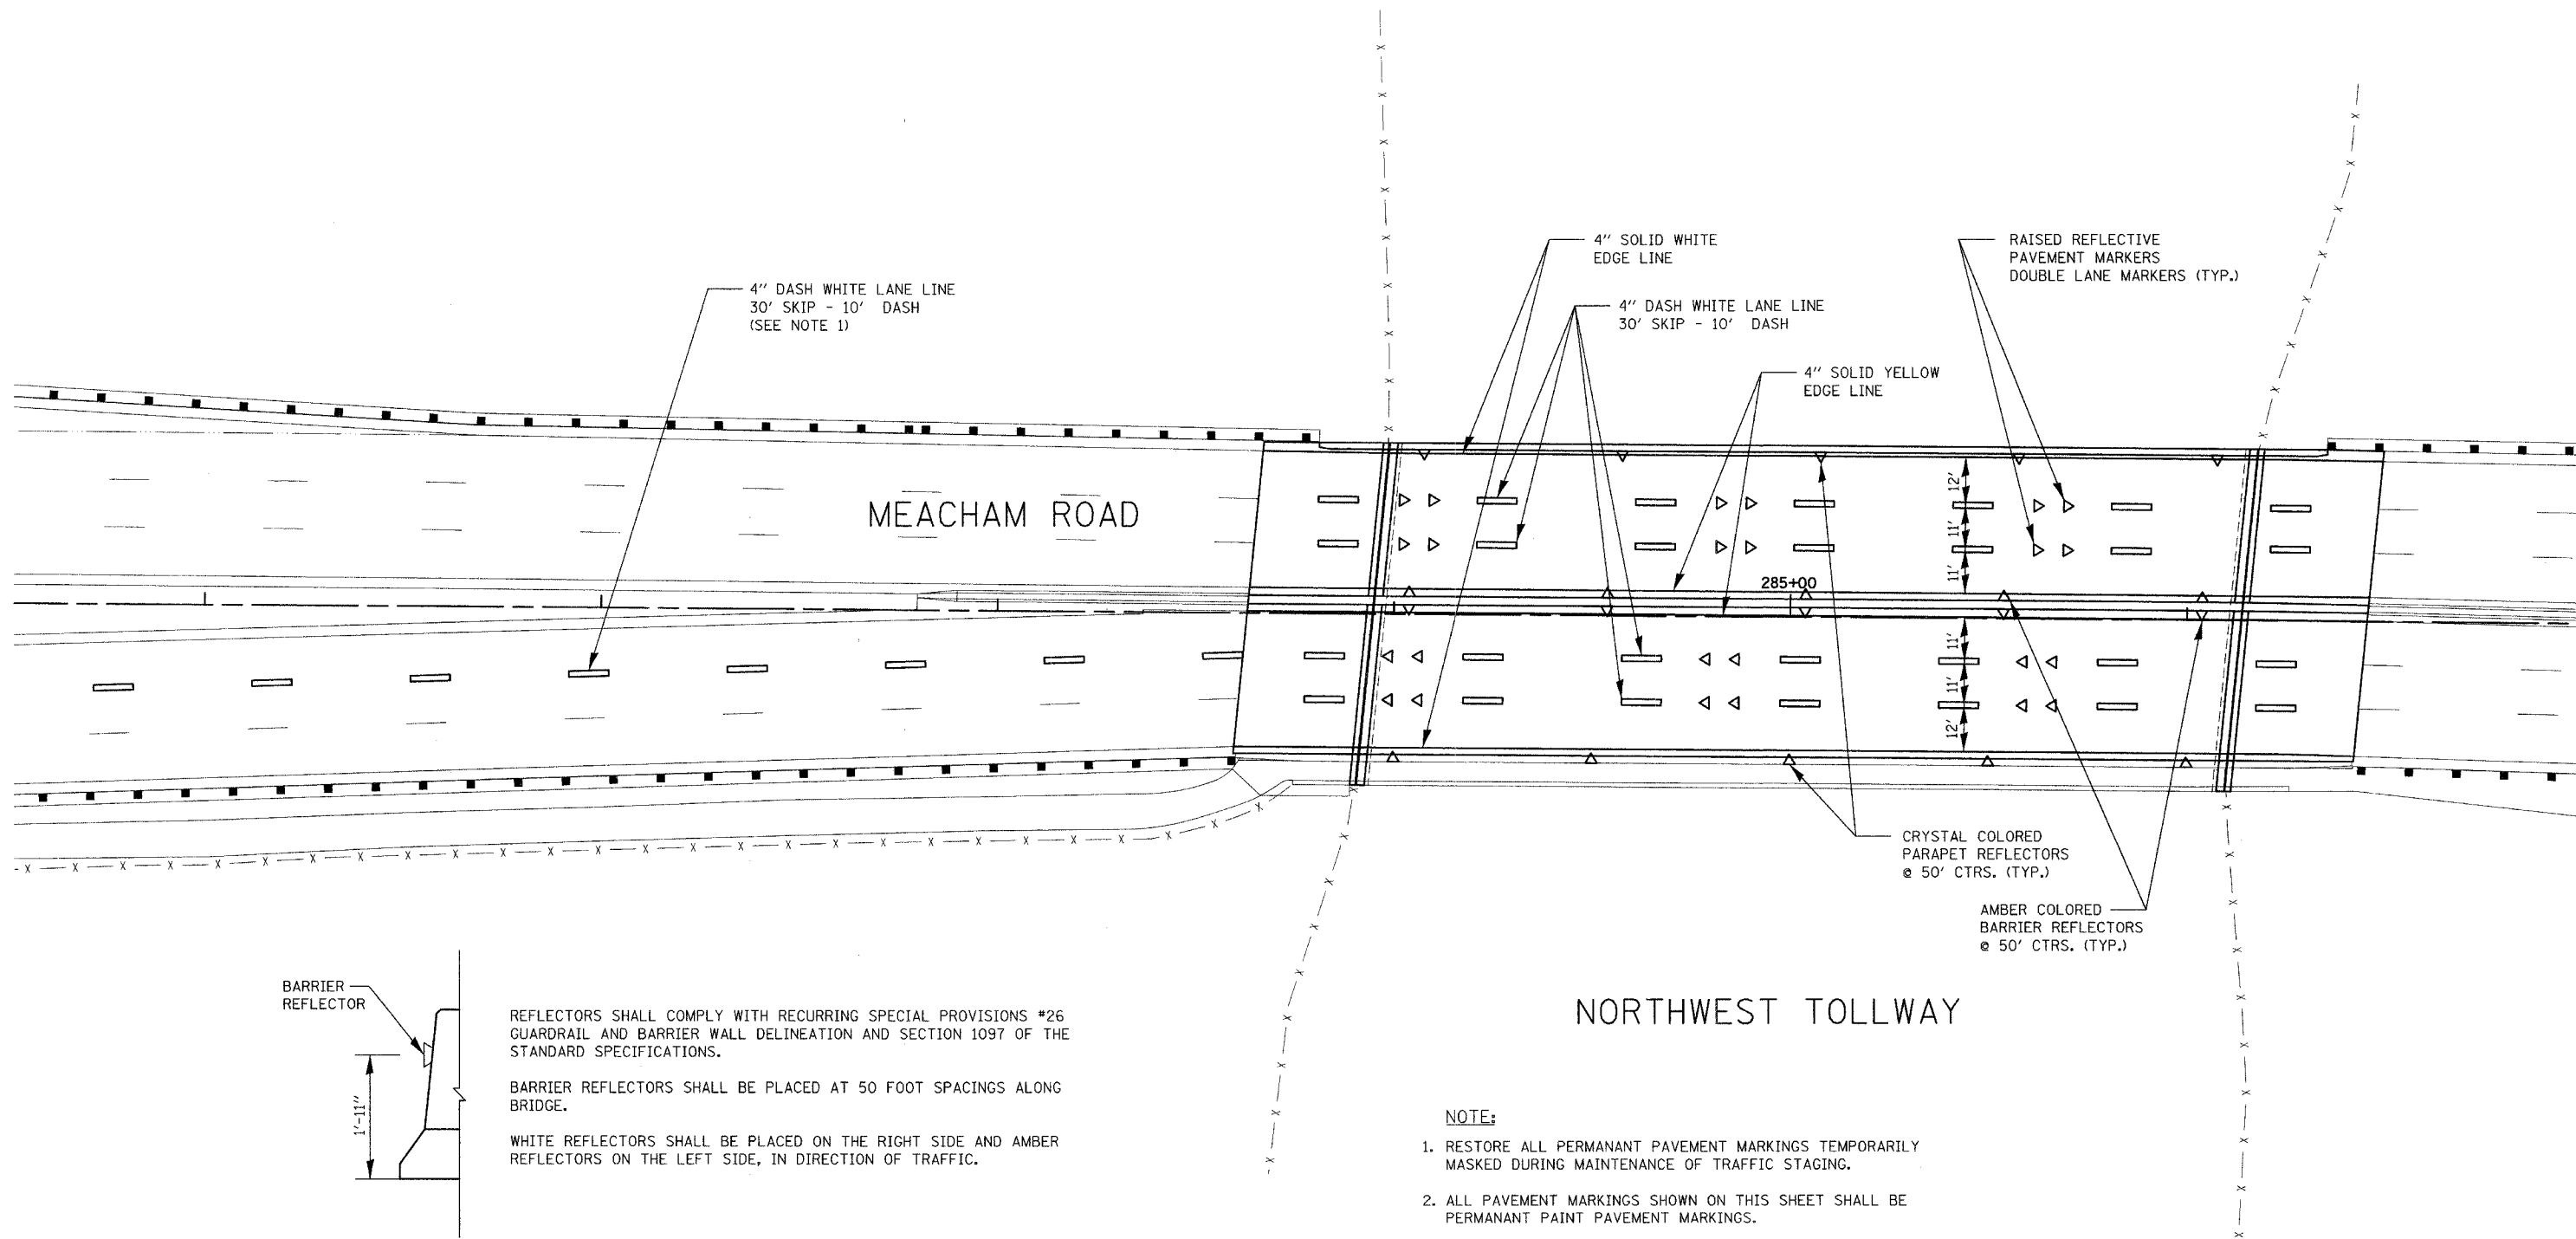 4" SOLID WHITE
EDGE LINE
RAISED REFLECTIVE
PAVEMENT MARKERS
DOUBLE LANE MARKERS (TYP.)
4" DASH WHITE LANE LINE
30' SKIP - 10' DASH
(SEE NOTE 1)
4" DASH WHITE LANE LINE
30' SKIP - 10' DASH
4" SOLID YELLOW
EDGE LINE
MEACHAM ROAD
12'
11'
11'
285+00
11'
11'
12'
CRYSTAL COLORED
PARAPET REFLECTORS
@ 50' CTRS. (TYP.)
AMBER COLORED
BARRIER REFLECTORS
@ 50' CTRS. (TYP.)
BARRIER
REFLECTOR
1'-11"
REFLECTORS SHALL COMPLY WITH RECURRING SPECIAL PROVISIONS #26
GUARDRAIL AND BARRIER WALL DELINEATION AND SECTION 1097 OF THE
STANDARD SPECIFICATIONS.
BARRIER REFLECTORS SHALL BE PLACED AT 50 FOOT SPACINGS ALONG
BRIDGE.
WHITE REFLECTORS SHALL BE PLACED ON THE RIGHT SIDE AND AMBER
REFLECTORS ON THE LEFT SIDE, IN DIRECTION OF TRAFFIC.
NORTHWEST TOLLWAY
NOTE:
1. RESTORE ALL PERMANANT PAVEMENT MARKINGS TEMPORARILY
MASKED DURING MAINTENANCE OF TRAFFIC STAGING.
2. ALL PAVEMENT MARKINGS SHOWN ON THIS SHEET SHALL BE
PERMANANT PAINT PAVEMENT MARKINGS.